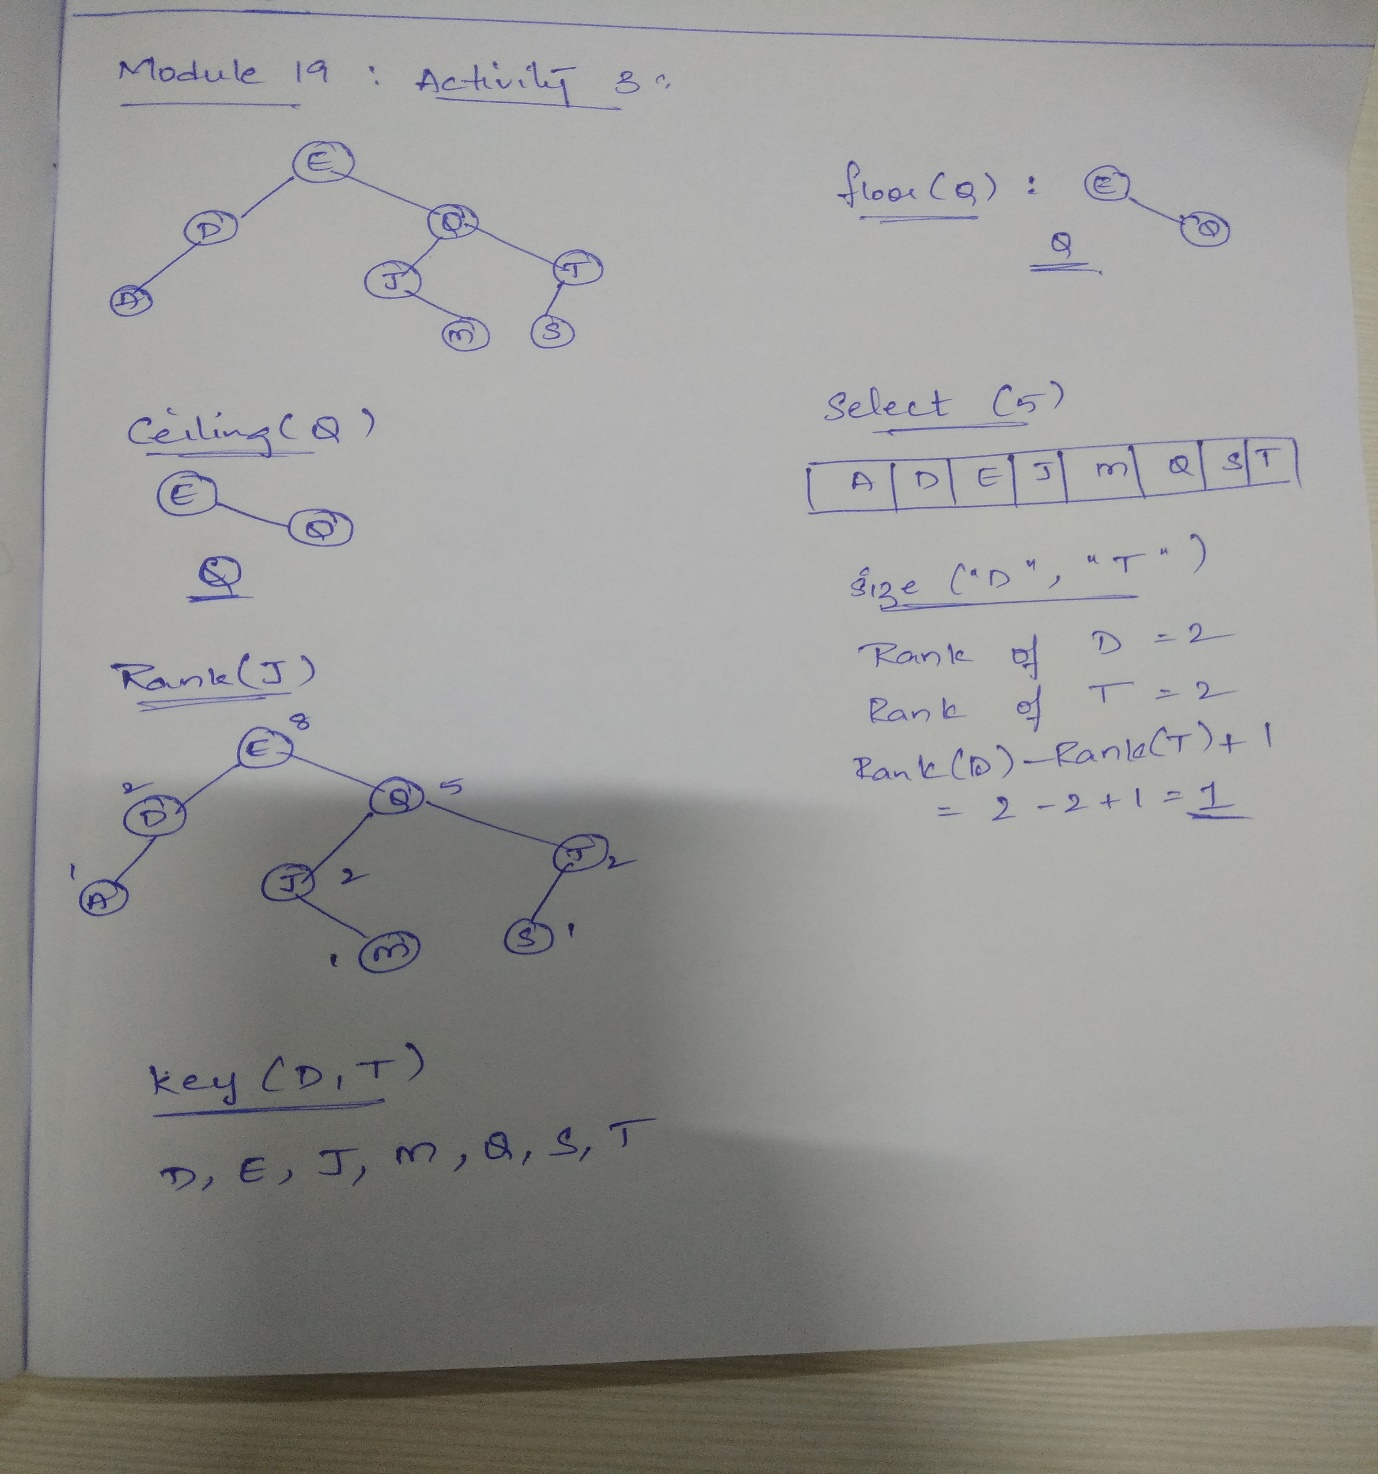 Module 19 : Activity 3:
E
D
Q
A
J
T
M
S
floor(Q) : E
Q
Q
Ceiling(Q)
E
Q
Q
Select (5)
A D E J M Q S T
Size ("D", "T")
Rank of D = 2
Rank of T = 2
Rank(D) - Rank(T) + 1
= 2 - 2 + 1 = 1
Rank(J)
E 8
2 D
Q 5
1 A
J 2
T 2
1 M
S 1
key (D, T)
D, E, J, M, Q, S, T